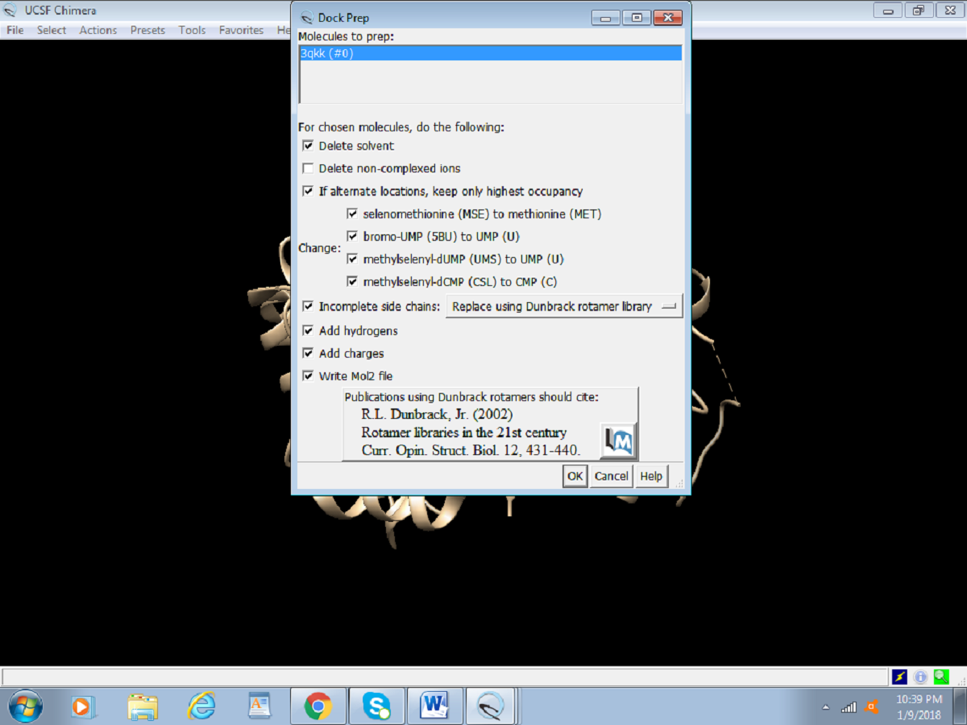 UCSF Chimera
File Select Actions Presets Tools Favorites He
Dock Prep
Molecules to prep:
3qkk (#0)
For chosen molecules, do the following:
Delete solvent
Delete non-complexed ions
If alternate locations, keep only highest occupancy
Change:
selenomethionine (MSE) to methionine (MET)
bromo-UMP (5BU) to UMP (U)
methylselenyl-dUMP (UMS) to UMP (U)
methylselenyl-dCMP (CSL) to CMP (C)
Incomplete side chains: Replace using Dunbrack rotamer library
Add hydrogens
Add charges
Write Mol2 file
Publications using Dunbrack rotamers should cite:
R.L. Dunbrack, Jr. (2002)
Rotamer libraries in the 21st century
Curr. Opin. Struct. Biol. 12, 431-440.
OK Cancel Help
10:39 PM
1/9/2018